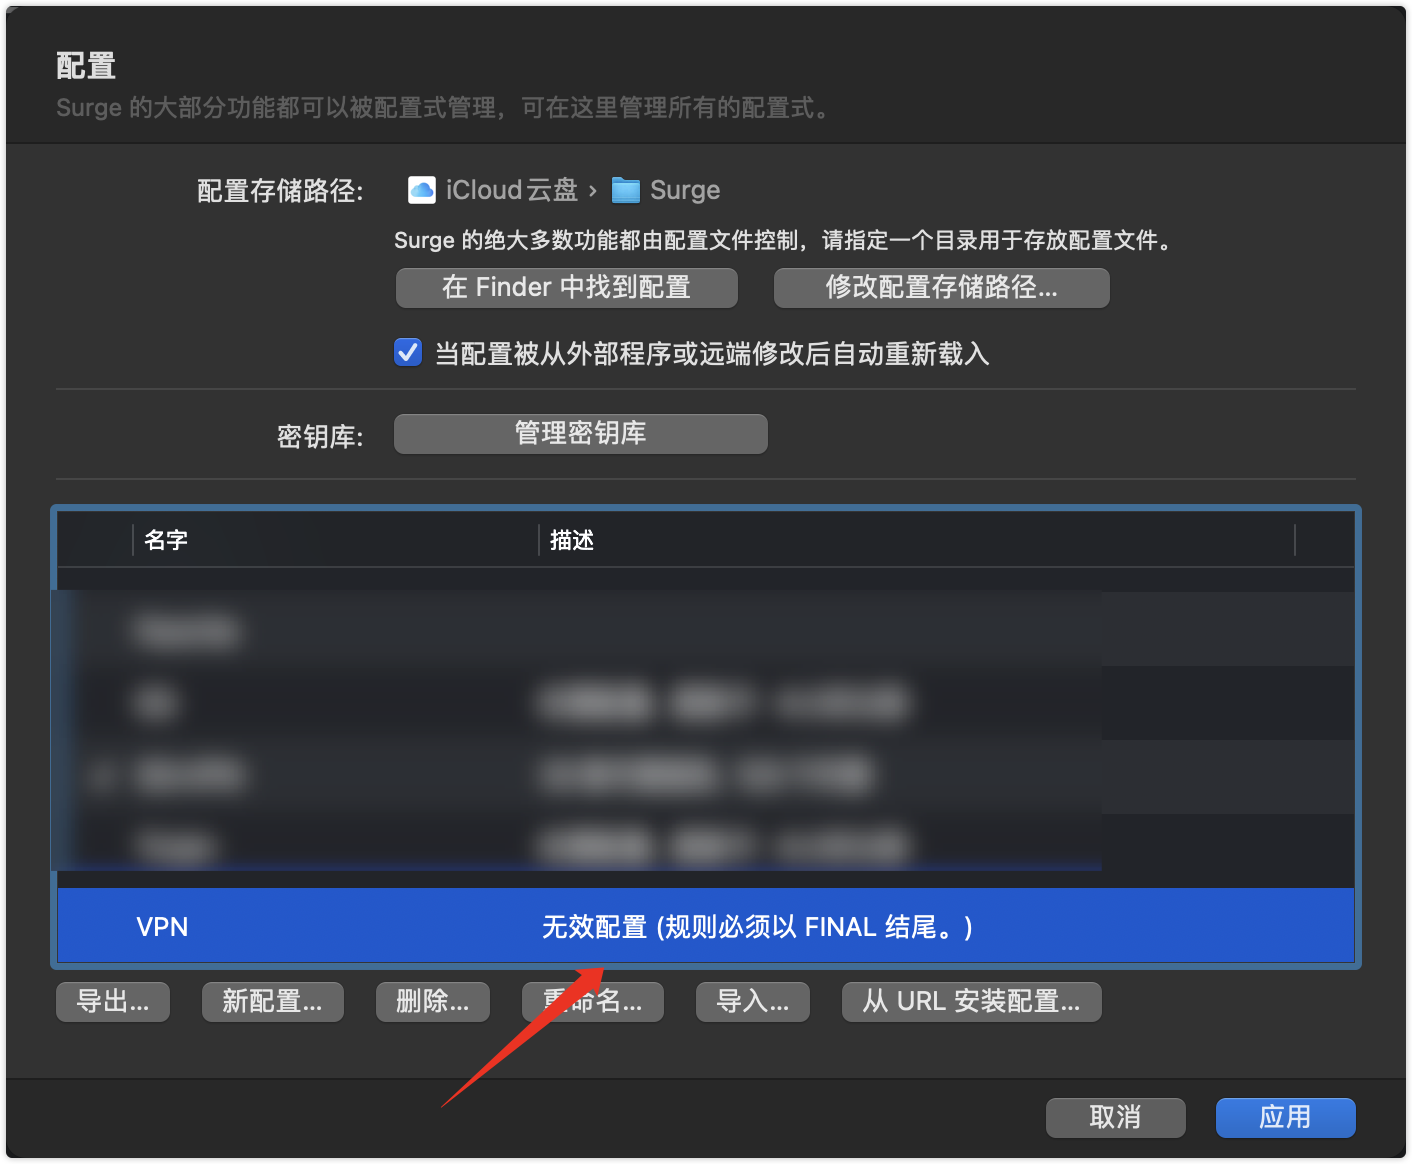 配置
Surge 的大部分功能都可以被配置式管理，可在这里管理所有的配置式。
配置存储路径: iCloud云盘 › Surge
Surge 的绝大多数功能都由配置文件控制，请指定一个目录用于存放配置文件。
在 Finder 中找到配置 修改配置存储路径...
当配置被从外部程序或远端修改后自动重新载入
密钥库: 管理密钥库
名字 描述
VPN 无效配置 (规则必须以 FINAL 结尾。)
导出... 新配置... 删除... 重命名... 导入... 从 URL 安装配置...
取消 应用